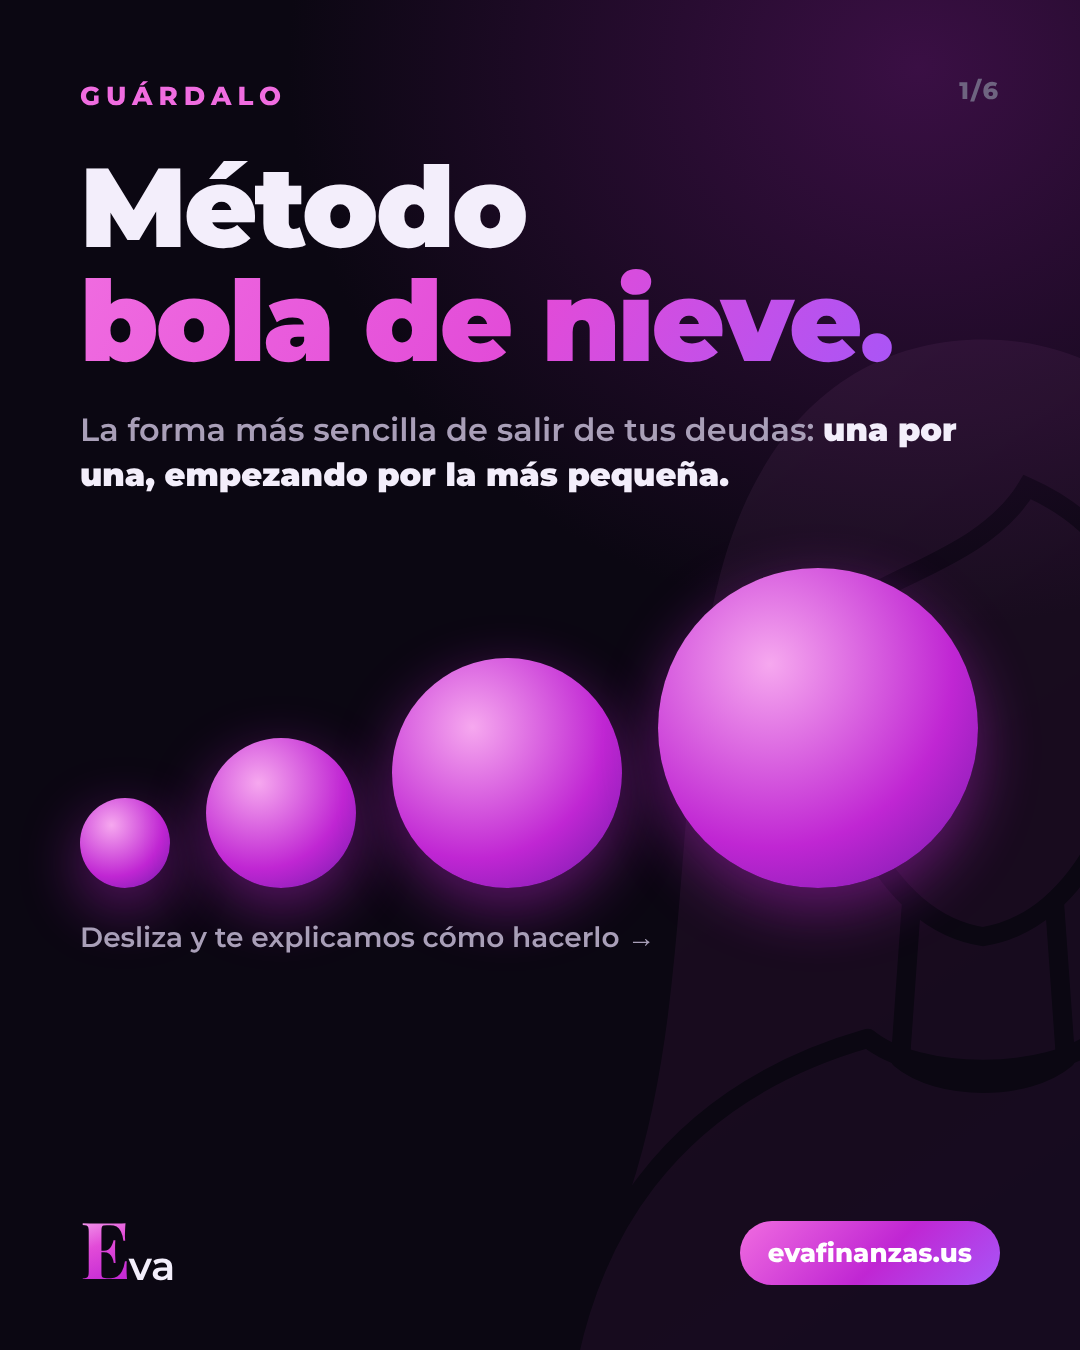 GUÁRDALO
1/6
Método
bola de nieve.
La forma más sencilla de salir de tus deudas: una por
una, empezando por la más pequeña.
Desliza y te explicamos cómo hacerlo →
Eva
evafinanzas.us